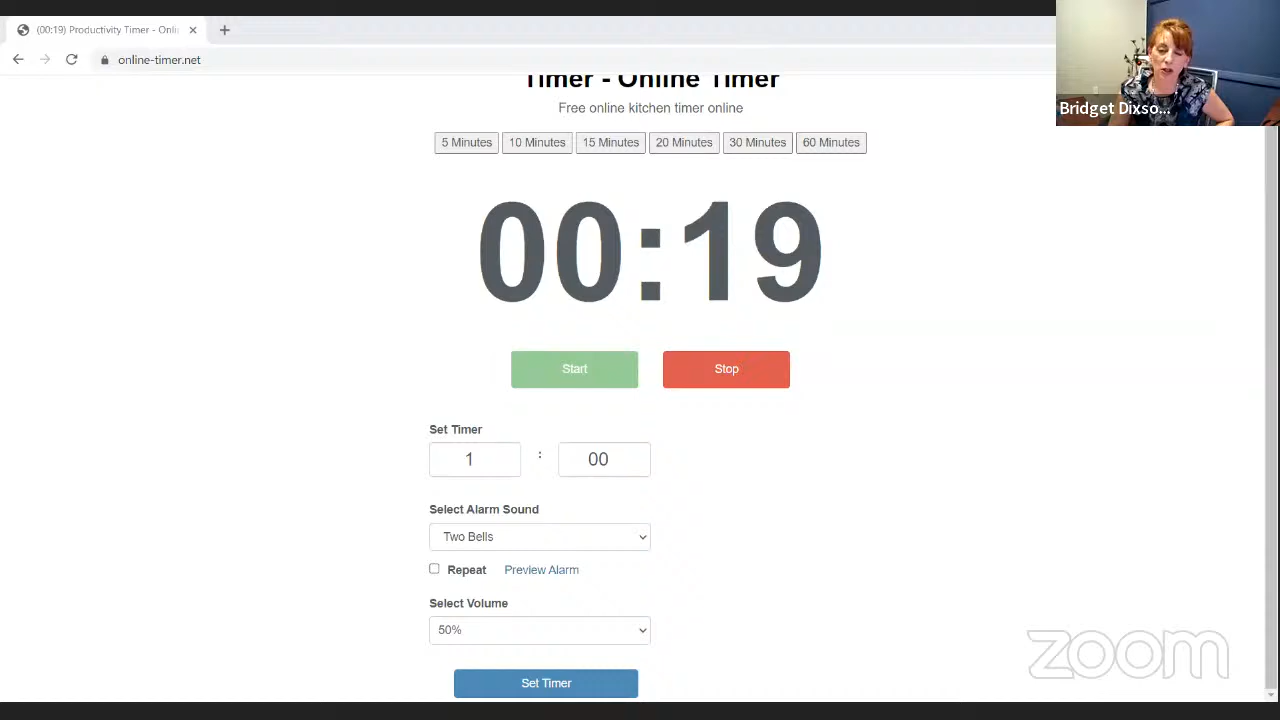 (00:19) Productivity Timer - Onli
online-timer.net
Timer - Online Timer
Free online kitchen timer online
5 Minutes 10 Minutes 15 Minutes 20 Minutes 30 Minutes 60 Minutes
00:19
Start Stop
Set Timer
1 : 00
Select Alarm Sound
Two Bells
Repeat Preview Alarm
Select Volume
50%
Set Timer
Bridget Dixso...
zoom